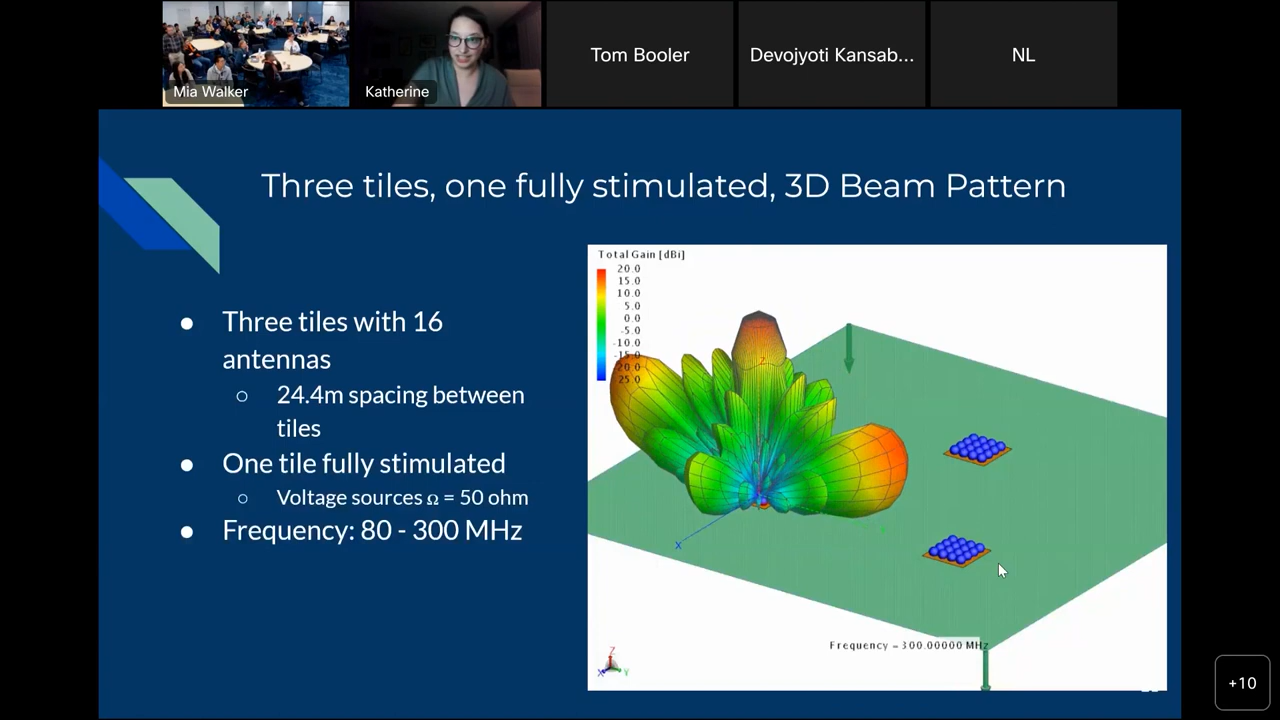 Mia Walker
Katherine
Tom Booler
Devojyoti Kansab...
NL
Three tiles, one fully stimulated, 3D Beam Pattern
● Three tiles with 16
antennas
○ 24.4m spacing between
tiles
● One tile fully stimulated
○ Voltage sources Ω = 50 ohm
● Frequency: 80 - 300 MHz
Total Gain [dBi]
20.0
15.0
10.0
5.0
0.0
-5.0
-10.0
-15.0
-20.0
25.0
Z
X
Frequency = 300.00000 MHz
Z
X
Y
+10